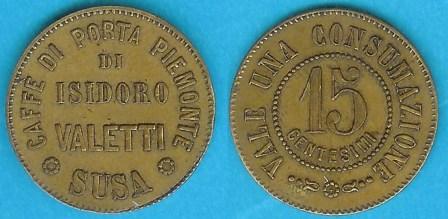 CAFFE DI PORTA PIEMONTE
DI
ISIDORO
VALETTI
SUSA
VALE UNA CONSUMAZIONE
15
CENTESIMI